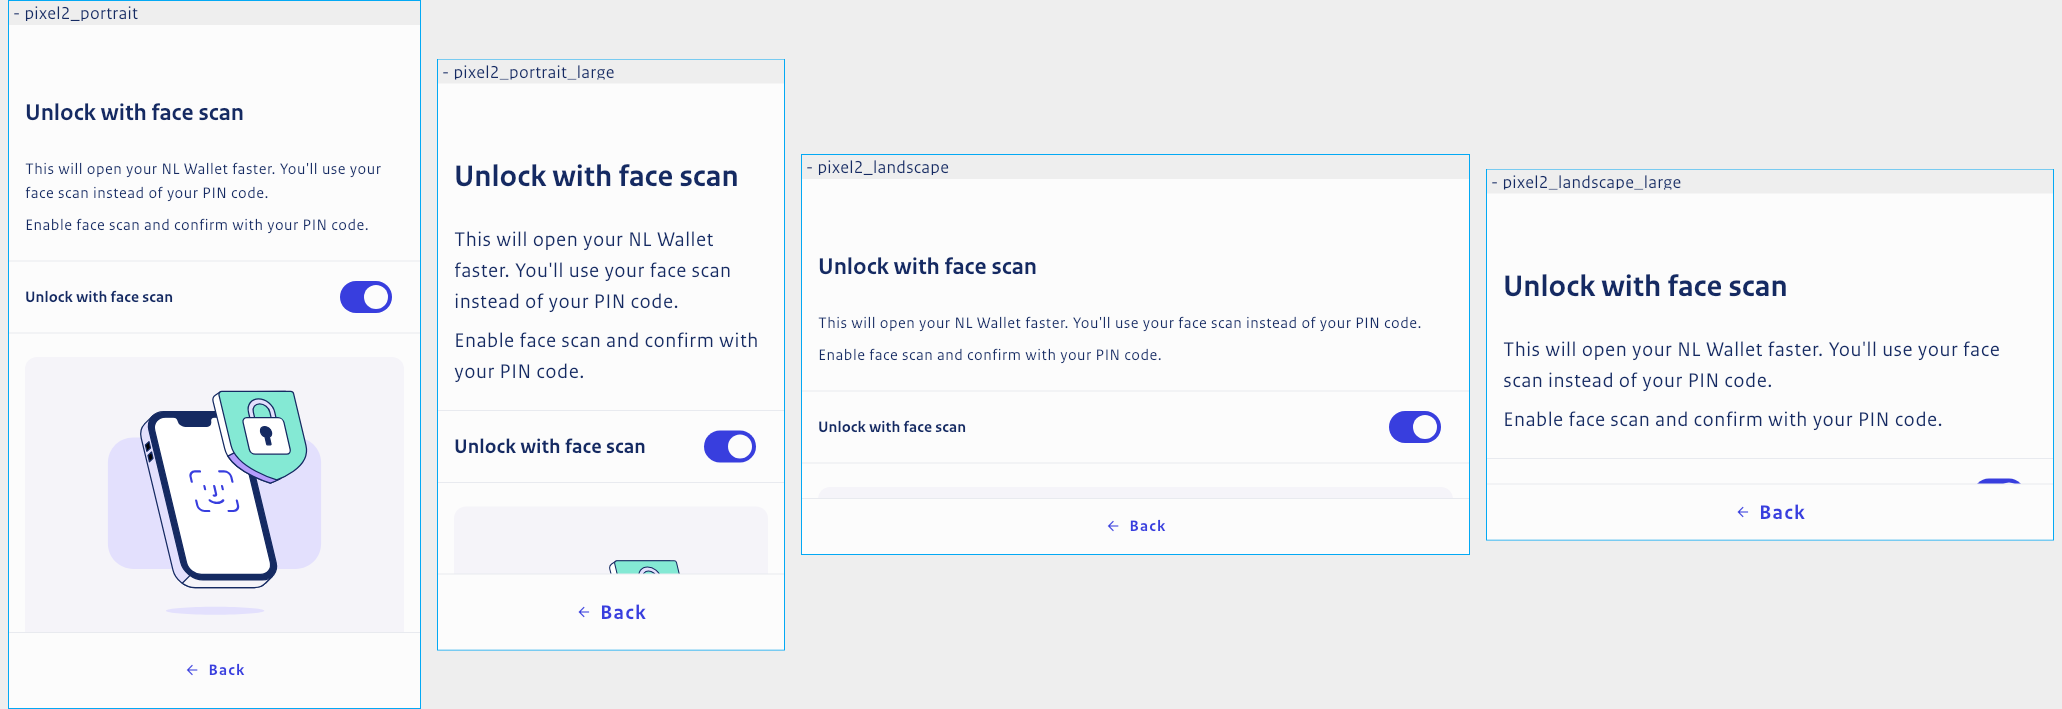 - pixel2_portrait
Unlock with face scan
This will open your NL Wallet faster. You'll use your
face scan instead of your PIN code.
Enable face scan and confirm with your PIN code.
Unlock with face scan
← Back
- pixel2_portrait_large
Unlock with face scan
This will open your NL Wallet
faster. You'll use your face scan
instead of your PIN code.
Enable face scan and confirm with
your PIN code.
Unlock with face scan
← Back
- pixel2_landscape
Unlock with face scan
This will open your NL Wallet faster. You'll use your face scan instead of your PIN code.
Enable face scan and confirm with your PIN code.
Unlock with face scan
← Back
- pixel2_landscape_large
Unlock with face scan
This will open your NL Wallet faster. You'll use your face
scan instead of your PIN code.
Enable face scan and confirm with your PIN code.
← Back